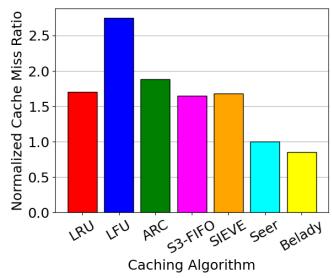 Normalized Cache Miss Ratio
2.5
2.0
1.5
1.0
0.5
0.0
LRU
LFU
ARC
S3-FIFO
SIEVE
Seer
Belady
Caching Algorithm